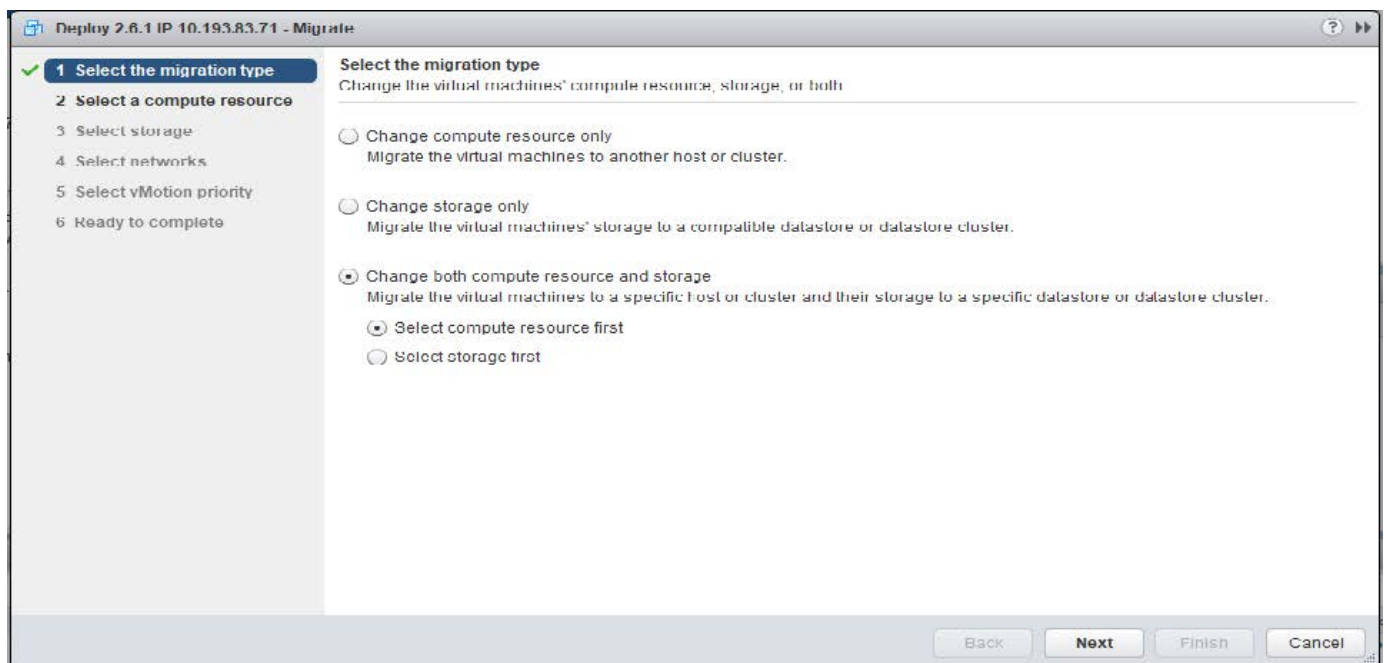 Deploy 2.6.1 IP 10.193.83.71 - Migrate
1 Select the migration type
2 Select a compute resource
3 Select storage
4 Select networks
5 Select vMotion priority
6 Ready to complete
Select the migration type
Change the virtual machines' compute resource, storage, or both
Change compute resource only
Migrate the virtual machines to another host or cluster.
Change storage only
Migrate the virtual machines' storage to a compatible datastore or datastore cluster.
Change both compute resource and storage
Migrate the virtual machines to a specific host or cluster and their storage to a specific datastore or datastore cluster.
Select compute resource first
Select storage first
Back Next Finish Cancel